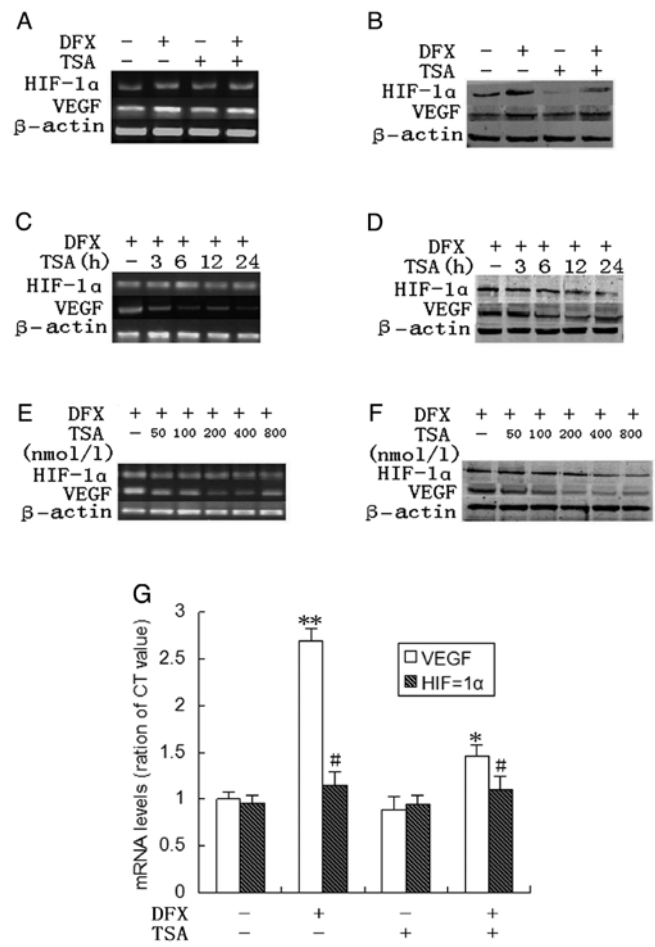 A
DFX - + - +
TSA - - + +
HIF-1α
VEGF
β-actin
B
DFX - + - +
TSA - - + +
HIF-1α
VEGF
β-actin
C
DFX + + + + +
TSA(h) - 3 6 12 24
HIF-1α
VEGF
β-actin
D
DFX + + + + +
TSA(h) - 3 6 12 24
HIF-1α
VEGF
β-actin
E
DFX + + + + + +
TSA - 50 100 200 400 800
(nmol/l)
HIF-1α
VEGF
β-actin
F
DFX + + + + + +
TSA - 50 100 200 400 800
(nmol/l)
HIF-1α
VEGF
β-actin
G
mRNA levels (ration of CT value)
3
2.5
2
1.5
1
0.5
0
**
#
*
#
VEGF
HIF=1α
DFX - + - +
TSA - - + +